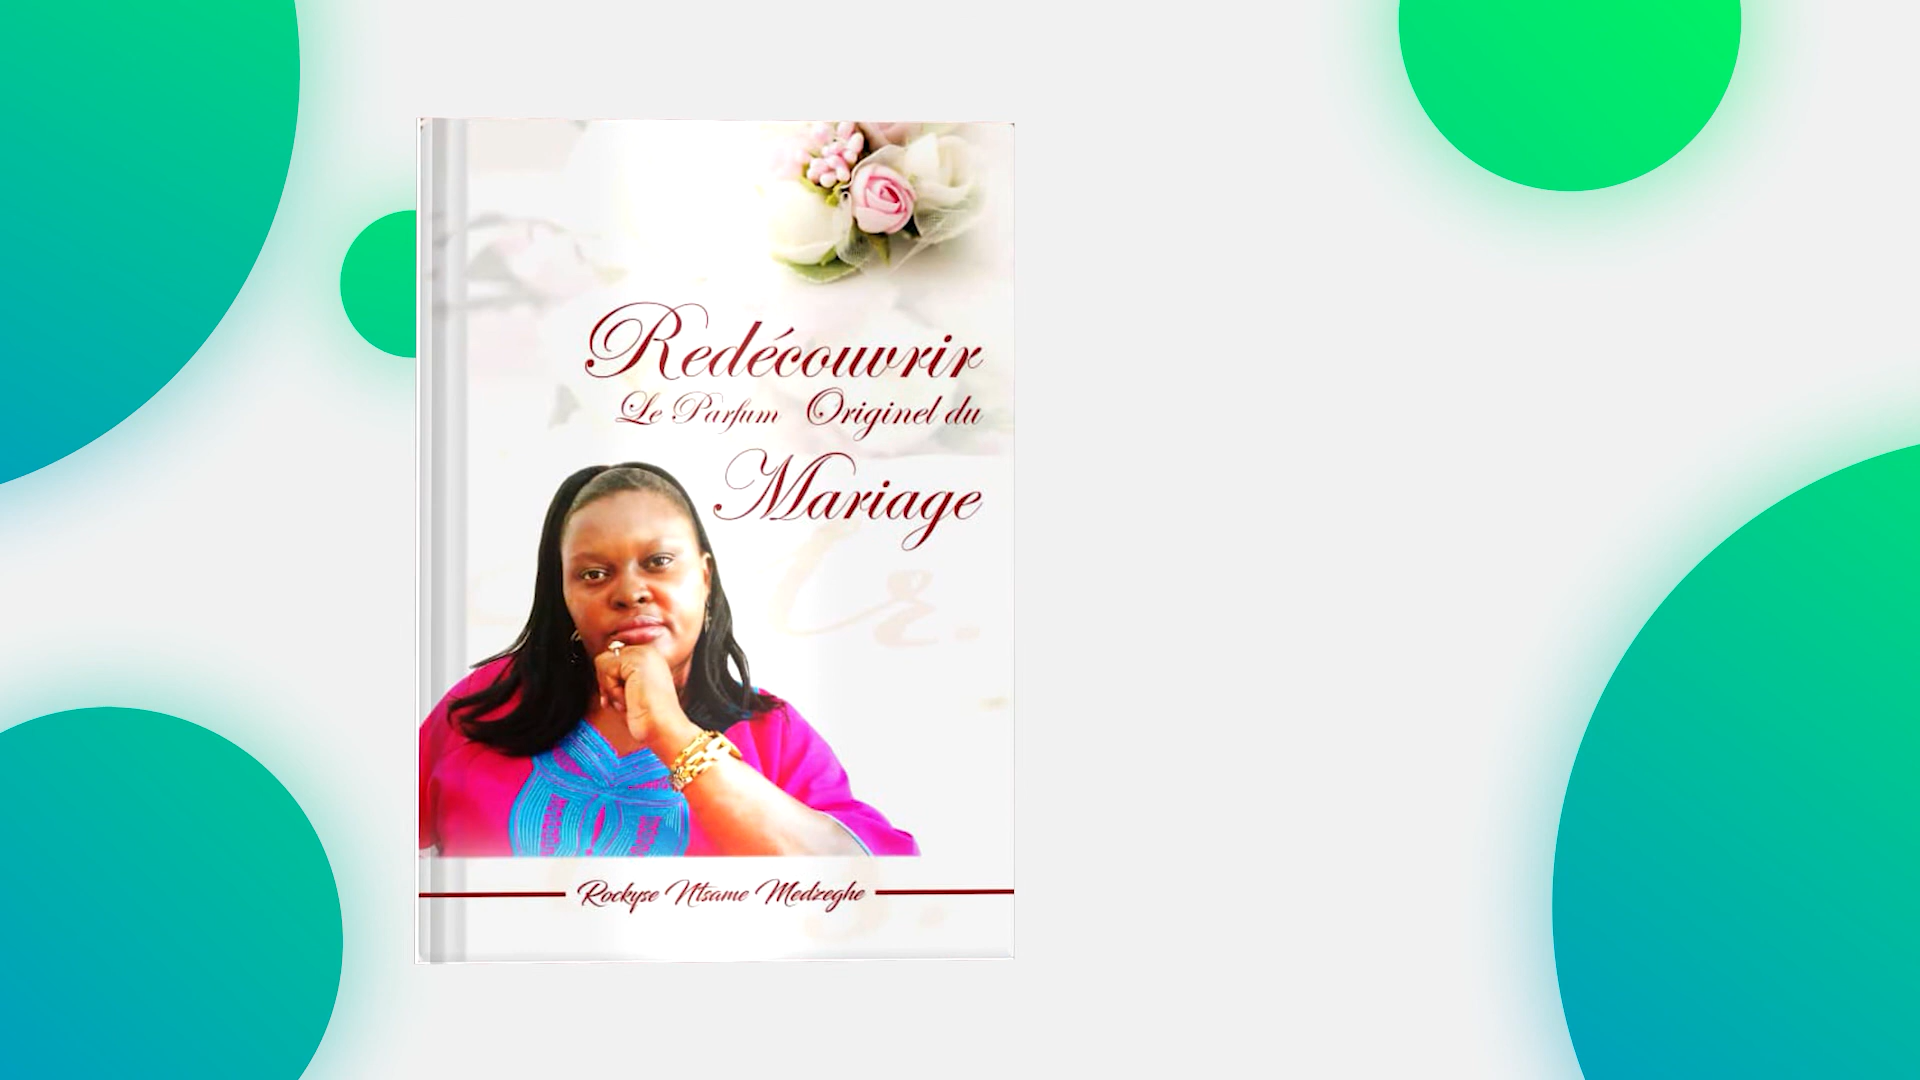 Redécouvrir
Le Parfum Originel du
Mariage
Rockyse Ntsame Medzeghe